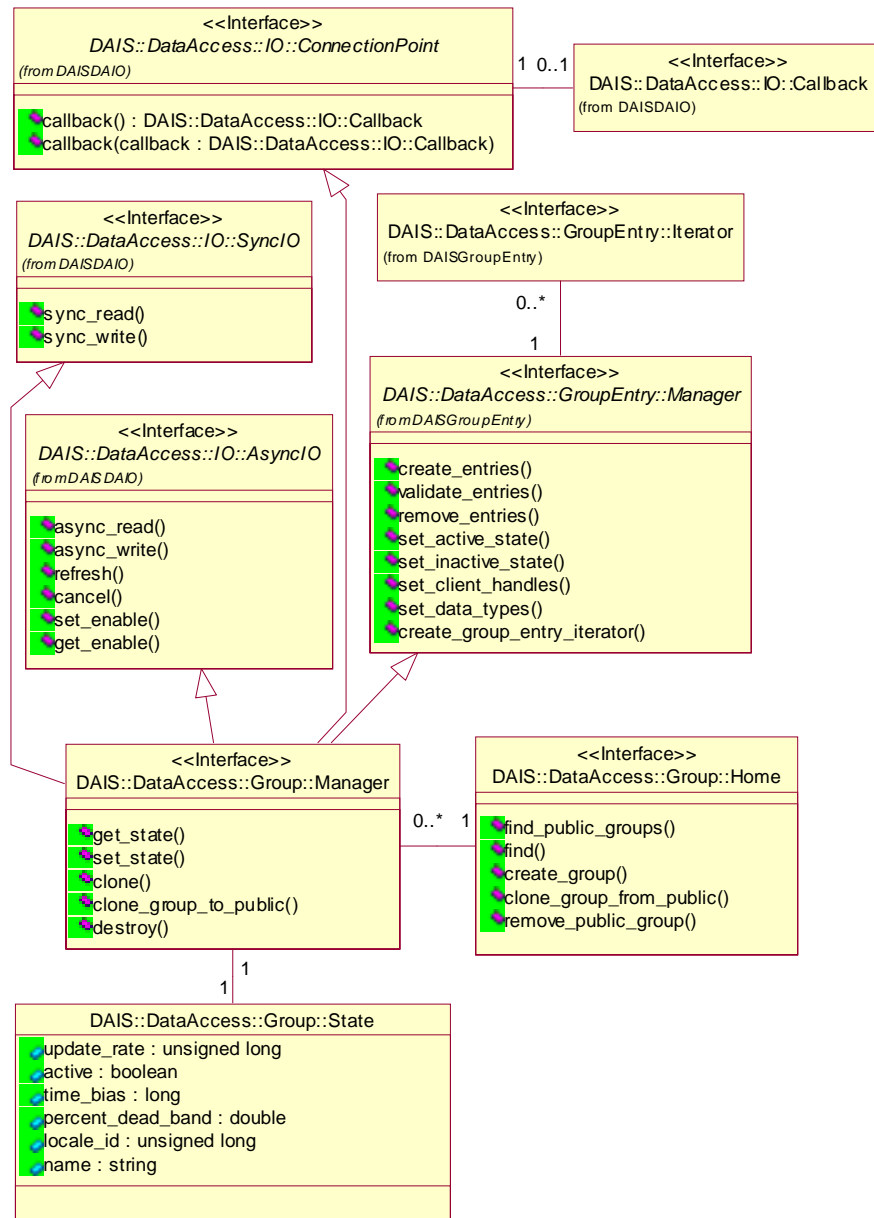 <<Interface>>
DAIS::DataAccess::IO::ConnectionPoint
(from DAISDAIO)
callback() : DAIS::DataAccess::IO::Callback
callback(callback : DAIS::DataAccess::IO::Callback)
1 0..1
<<Interface>>
DAIS::DataAccess::IO::Callback
(from DAISDAIO)
<<Interface>>
DAIS::DataAccess::IO::SyncIO
(from DAISDAIO)
sync_read()
sync_write()
<<Interface>>
DAIS::DataAccess::GroupEntry::Iterator
(from DAISGroupEntry)
0..*
1
<<Interface>>
DAIS::DataAccess::GroupEntry::Manager
(from DAISGroupEntry)
create_entries()
validate_entries()
remove_entries()
set_active_state()
set_inactive_state()
set_client_handles()
set_data_types()
create_group_entry_iterator()
<<Interface>>
DAIS::DataAccess::IO::AsyncIO
(from DAISDAIO)
async_read()
async_write()
refresh()
cancel()
set_enable()
get_enable()
<<Interface>>
DAIS::DataAccess::Group::Manager
get_state()
set_state()
clone()
clone_group_to_public()
destroy()
0..* 1
<<Interface>>
DAIS::DataAccess::Group::Home
find_public_groups()
find()
create_group()
clone_group_from_public()
remove_public_group()
1
1
DAIS::DataAccess::Group::State
update_rate : unsigned long
active : boolean
time_bias : long
percent_dead_band : double
locale_id : unsigned long
name : string